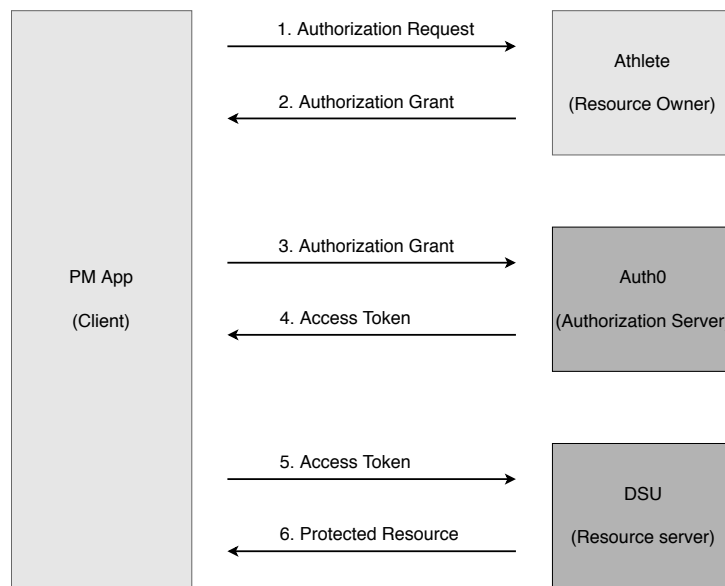 1. Authorization Request
Athlete
(Resource Owner)
2. Authorization Grant
PM App
(Client)
3. Authorization Grant
Auth0
(Authorization Server
4. Access Token
5. Access Token
DSU
(Resource server)
6. Protected Resource